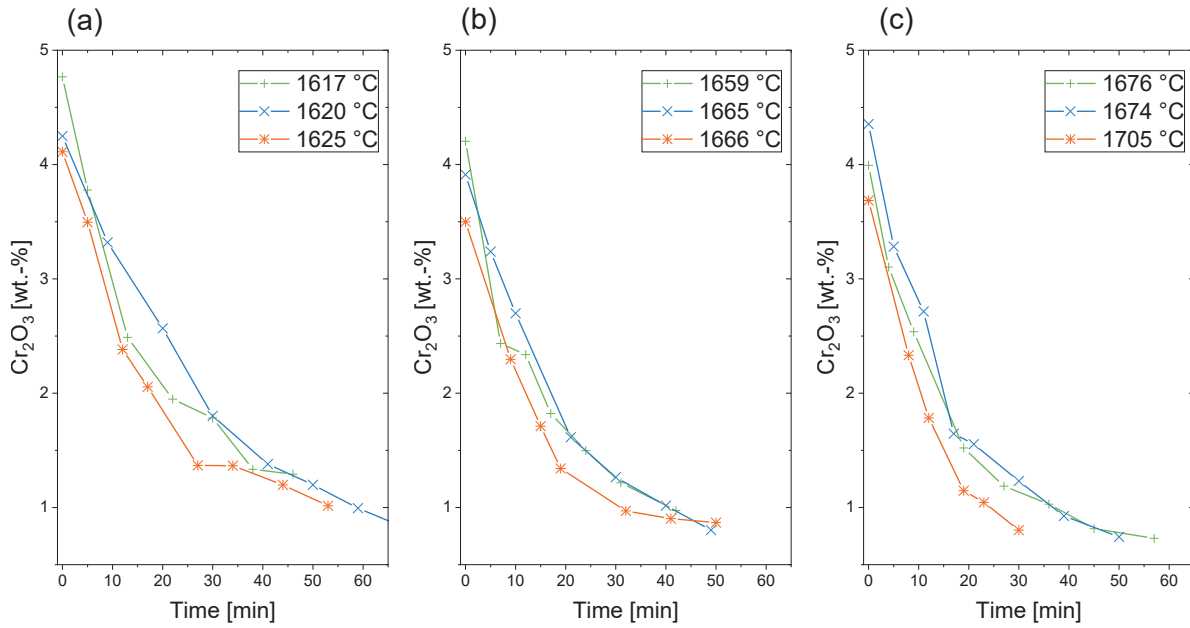 (a)
5
4
3
2
1
Cr₂O₃ [wt.-%]
1617 °C
1620 °C
1625 °C
0 10 20 30 40 50 60
Time [min]
(b)
5
4
3
2
1
Cr₂O₃ [wt.-%]
1659 °C
1665 °C
1666 °C
0 10 20 30 40 50 60
Time [min]
(c)
5
4
3
2
1
Cr₂O₃ [wt.-%]
1676 °C
1674 °C
1705 °C
0 10 20 30 40 50 60
Time [min]